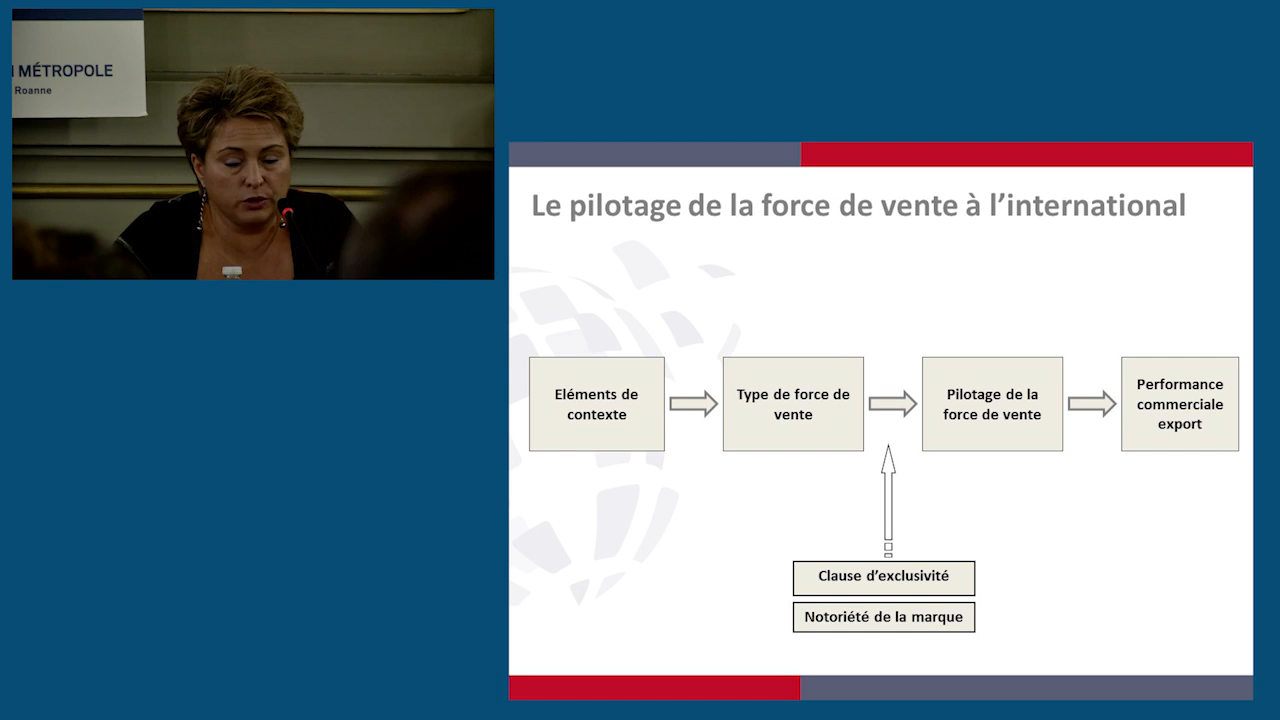 MÉTROPOLE
Roanne
Le pilotage de la force de vente à l’international
Eléments de
contexte
Type de force de
vente
Pilotage de la
force de vente
Performance
commerciale
export
Clause d’exclusivité
Notoriété de la marque